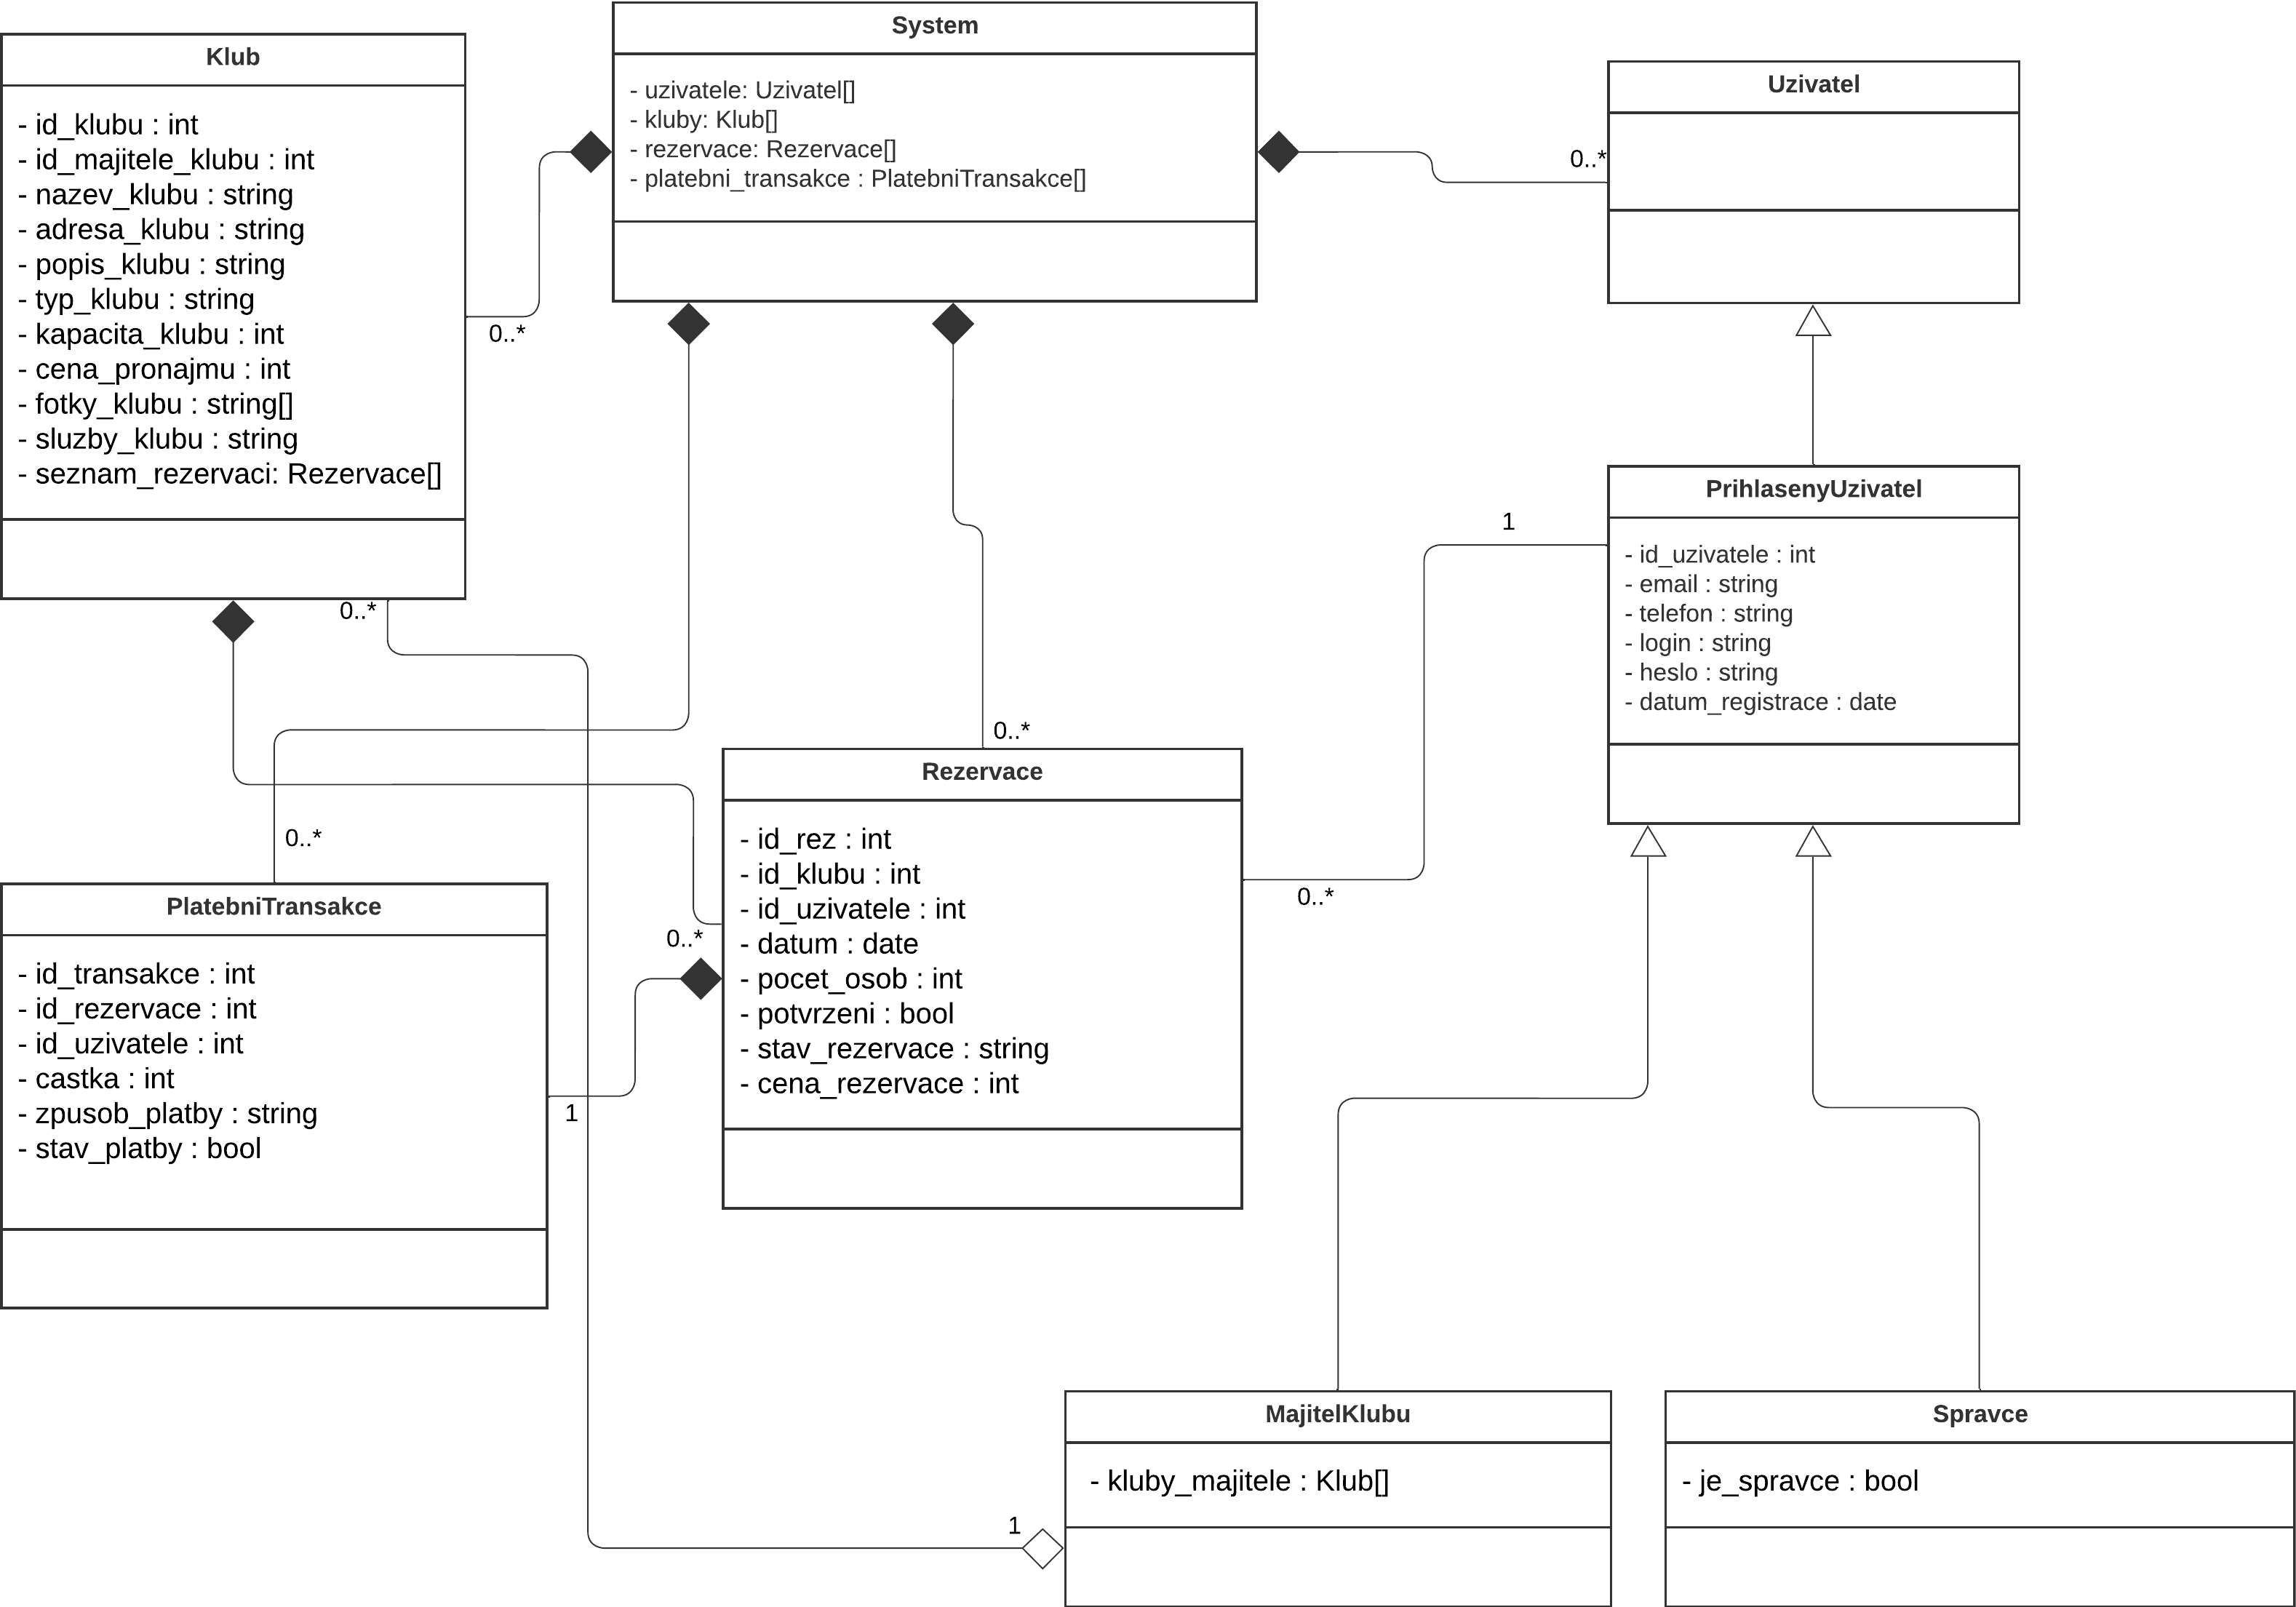 System
- uzivatele: Uzivatel[]
- kluby: Klub[]
- rezervace: Rezervace[]
- platebni_transakce : PlatebniTransakce[]
Klub
- id_klubu : int
- id_majitele_klubu : int
- nazev_klubu : string
- adresa_klubu : string
- popis_klubu : string
- typ_klubu : string
- kapacita_klubu : int
- cena_pronajmu : int
- fotky_klubu : string[]
- sluzby_klubu : string
- seznam_rezervaci: Rezervace[]
Uzivatel
0..*
0..*
0..*
PrihlasenyUzivatel
- id_uzivatele : int
- email : string
- telefon : string
- login : string
- heslo : string
- datum_registrace : date
1
0..*
0..*
0..*
0..*
Rezervace
- id_rez : int
- id_klubu : int
- id_uzivatele : int
- datum : date
- pocet_osob : int
- potvrzeni : bool
- stav_rezervace : string
- cena_rezervace : int
PlatebniTransakce
- id_transakce : int
- id_rezervace : int
- id_uzivatele : int
- castka : int
- zpusob_platby : string
- stav_platby : bool
1
MajitelKlubu
- kluby_majitele : Klub[]
1
Spravce
- je_spravce : bool